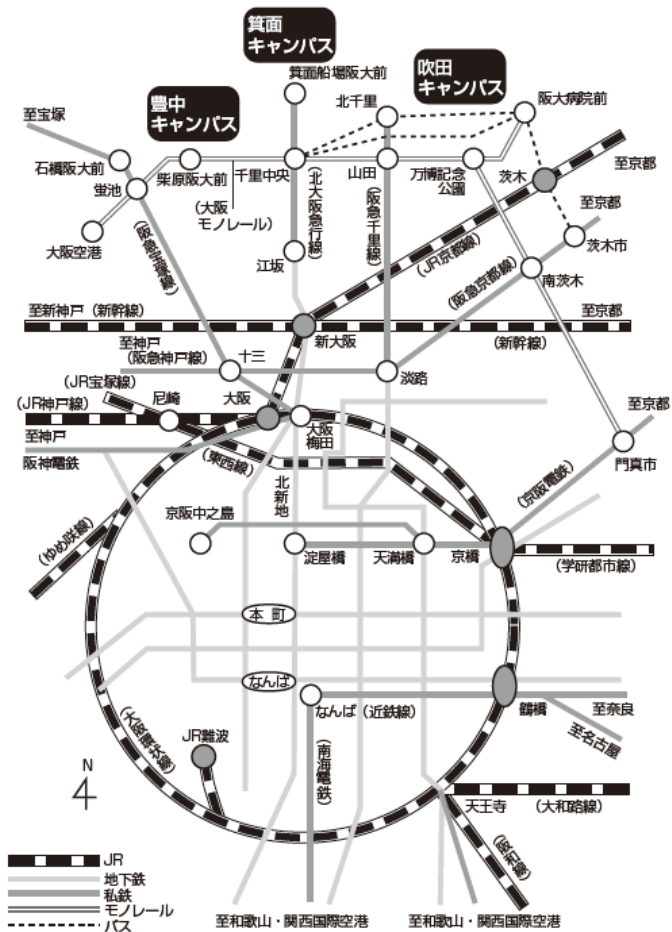 箕面
キャンパス
吹田
キャンパス
豊中
キャンパス
箕面船場阪大前
北千里
阪大病院前
至宝塚
石橋阪大前
柴原阪大前
千里中央
山田
万博記念
公園
茨木
至京都
蛍池
(大阪
モノレール)
(北大阪急行線)
(阪急千里線)
至京都
茨木市
大阪空港
(阪急宝塚線)
江坂
(JR京都線)
(阪急京都線)
南茨木
至新神戸 (新幹線)
至京都
新大阪
(新幹線)
至神戸
(阪急神戸線)
十三
淡路
(JR宝塚線)
尼崎
大阪
(JR神戸線)
大阪
梅田
至京都
至神戸
阪神電鉄
(東西線)
北新地
門真市
(京阪電鉄)
京阪中之島
(ゆめ咲線)
淀屋橋
天満橋
京橋
(学研都市線)
本町
なんば
なんば (近鉄線)
鶴橋
至奈良
至名古屋
(大阪環状線)
JR難波
(南海電鉄)
N
天王寺
(大和路線)
(阪和線)
JR
地下鉄
私鉄
モノレール
バス
至和歌山・関西国際空港
至和歌山・関西国際空港